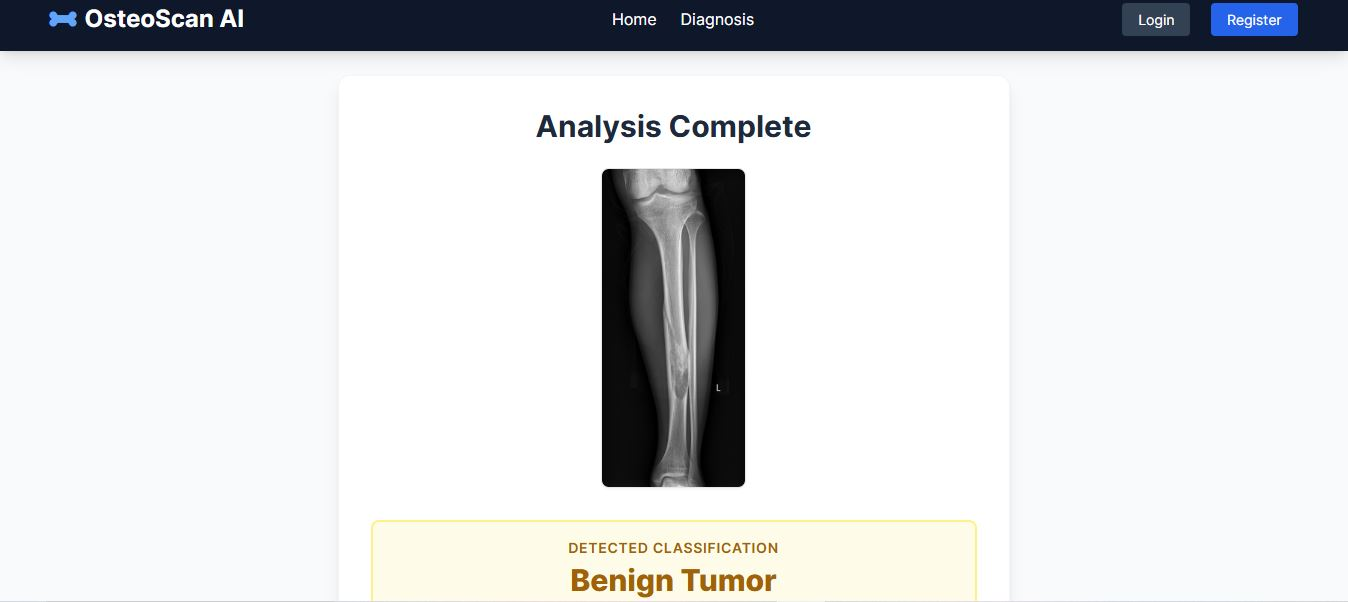 OsteoScan AI
Home
Diagnosis
Login
Register
Analysis Complete
L
DETECTED CLASSIFICATION
Benign Tumor